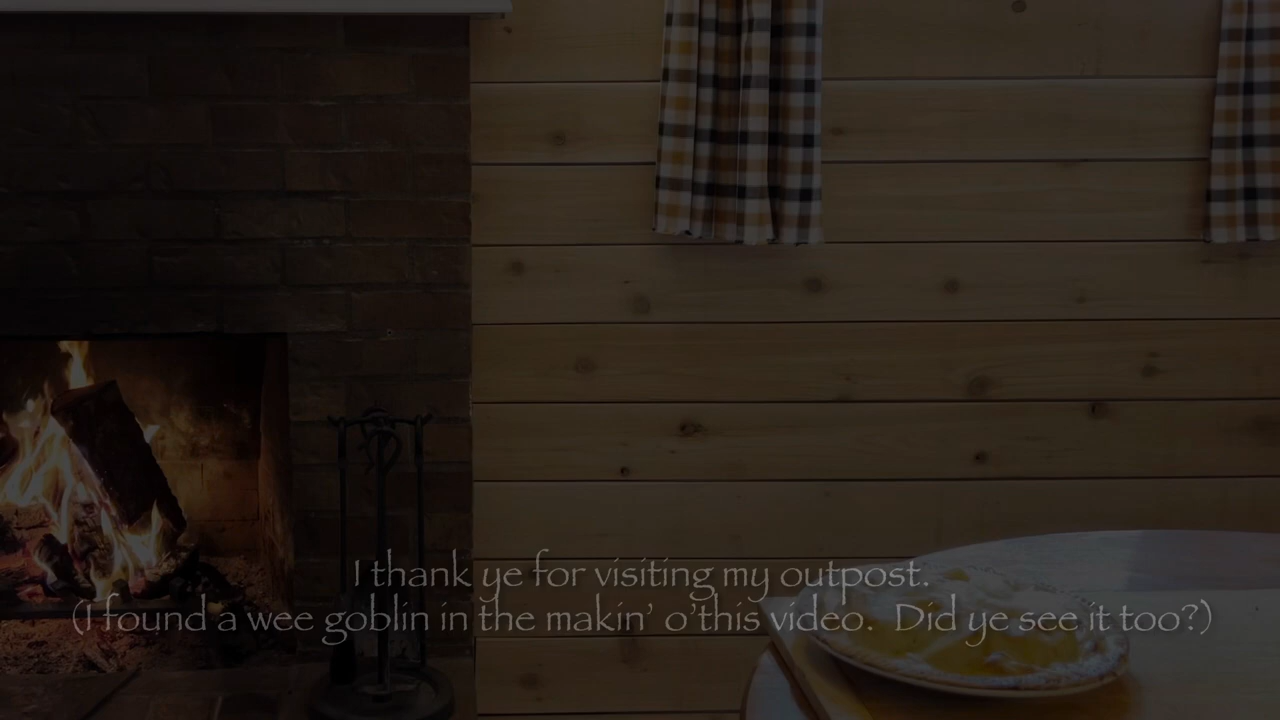 I thank ye for visiting my outpost.
(I found a wee goblin in the makin' o'this video.  Did ye see it too?)